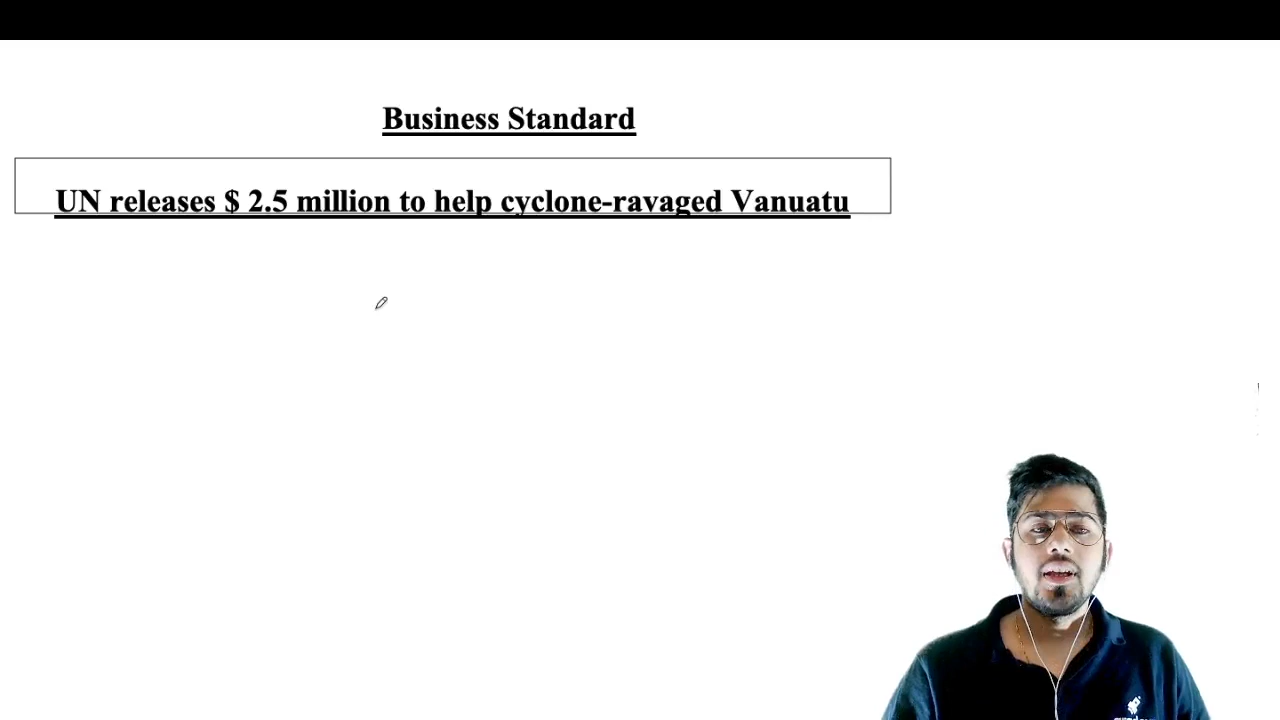 Business Standard
UN releases $ 2.5 million to help cyclone-ravaged Vanuatu